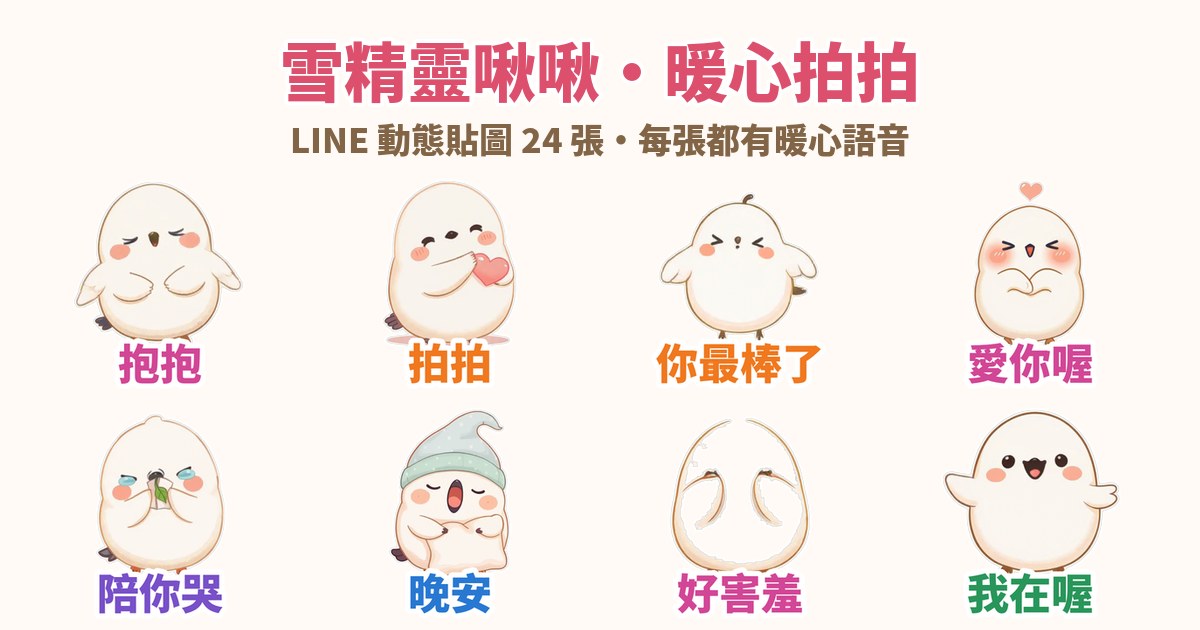 雪精靈啾啾・暖心拍拍
LINE 動態貼圖 24 張・每張都有暖心語音
抱抱
拍拍
你最棒了
愛你喔
陪你哭
晚安
好害羞
我在喔